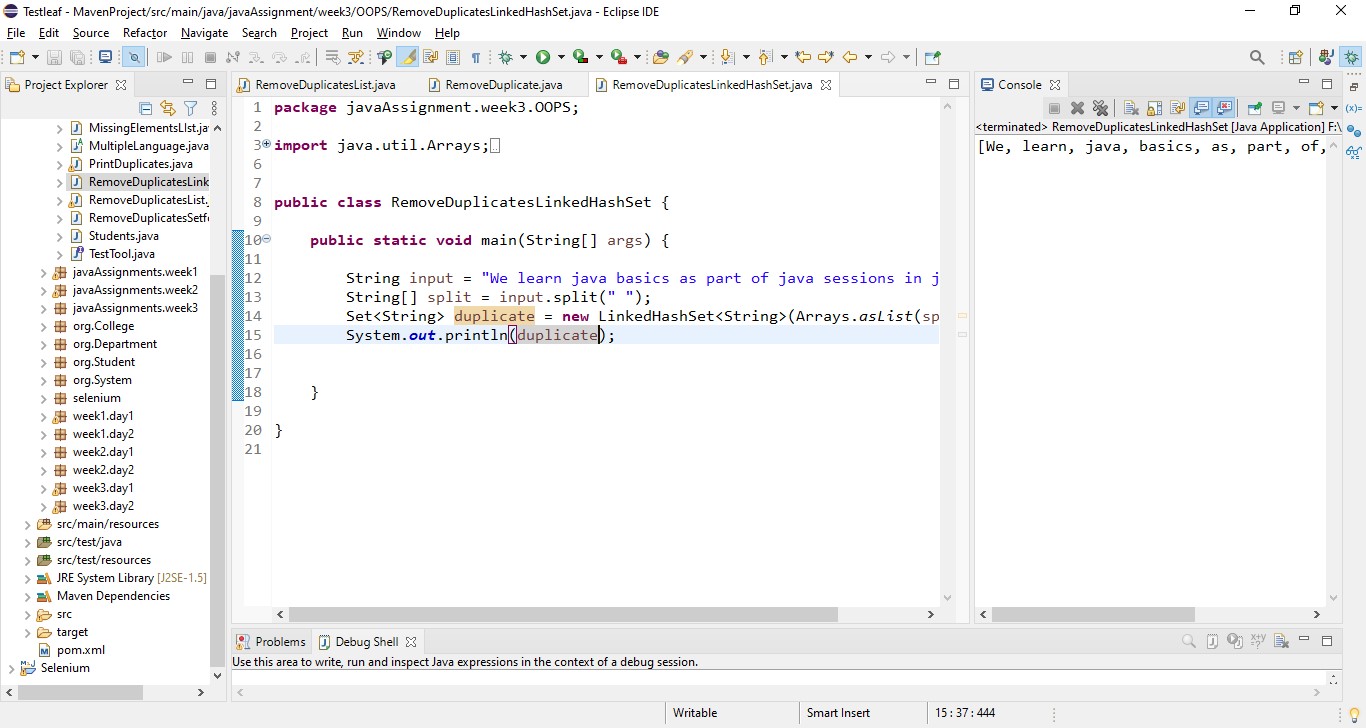 Testleaf - MavenProject/src/main/java/javaAssignment/week3/OOPS/RemoveDuplicatesLinkedHashSet.java - Eclipse IDE
File Edit Source Refactor Navigate Search Project Run Window Help
Project Explorer
MissingElementsLIst.jav
MultipleLanguage.java
PrintDuplicates.java
RemoveDuplicatesLink
RemoveDuplicatesList.
RemoveDuplicatesSetf
Students.java
TestTool.java
javaAssignments.week1
javaAssignments.week2
javaAssignments.week3
org.College
org.Department
org.Student
org.System
selenium
week1.day1
week1.day2
week2.day1
week2.day2
week3.day1
week3.day2
src/main/resources
src/test/java
src/test/resources
JRE System Library [J2SE-1.5]
Maven Dependencies
src
target
pom.xml
Selenium
RemoveDuplicatesList.java RemoveDuplicate.java RemoveDuplicatesLinkedHashSet.java
1 package javaAssignment.week3.OOPS;
2
3 import java.util.Arrays;
6
7
8 public class RemoveDuplicatesLinkedHashSet {
9
10 public static void main(String[] args) {
11
12 String input = "We learn java basics as part of java sessions in j
13 String[] split = input.split(" ");
14 Set<String> duplicate = new LinkedHashSet<String>(Arrays.asList(sp
15 System.out.println(duplicate);
16
17
18 }
19
20 }
21
Console
<terminated> RemoveDuplicatesLinkedHashSet [Java Application] F:\
[We, learn, java, basics, as, part, of,
Problems Debug Shell
Use this area to write, run and inspect Java expressions in the context of a debug session.
Writable Smart Insert 15 : 37 : 444